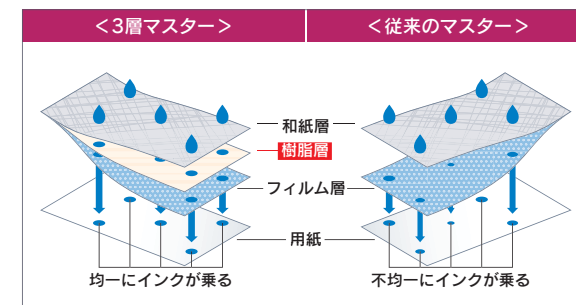 ＜3層マスター＞
＜従来のマスター＞
和紙層
樹脂層
フィルム層
用紙
均一にインクが乗る
不均一にインクが乗る